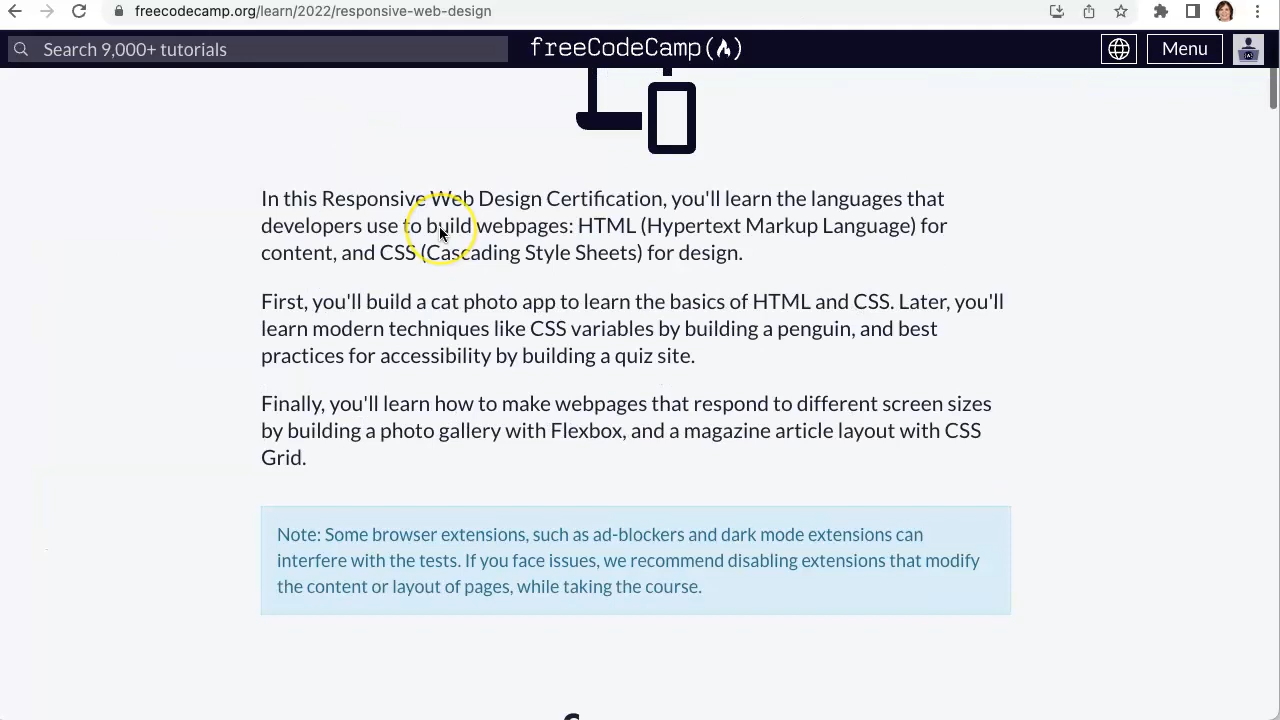 freecodecamp.org/learn/2022/responsive-web-design
Search 9,000+ tutorials
freeCodeCamp
Menu
In this Responsive Web Design Certification, you'll learn the languages that
developers use to build webpages: HTML (Hypertext Markup Language) for
content, and CSS (Cascading Style Sheets) for design.
First, you'll build a cat photo app to learn the basics of HTML and CSS. Later, you'll
learn modern techniques like CSS variables by building a penguin, and best
practices for accessibility by building a quiz site.
Finally, you'll learn how to make webpages that respond to different screen sizes
by building a photo gallery with Flexbox, and a magazine article layout with CSS
Grid.
Note: Some browser extensions, such as ad-blockers and dark mode extensions can
interfere with the tests. If you face issues, we recommend disabling extensions that modify
the content or layout of pages, while taking the course.